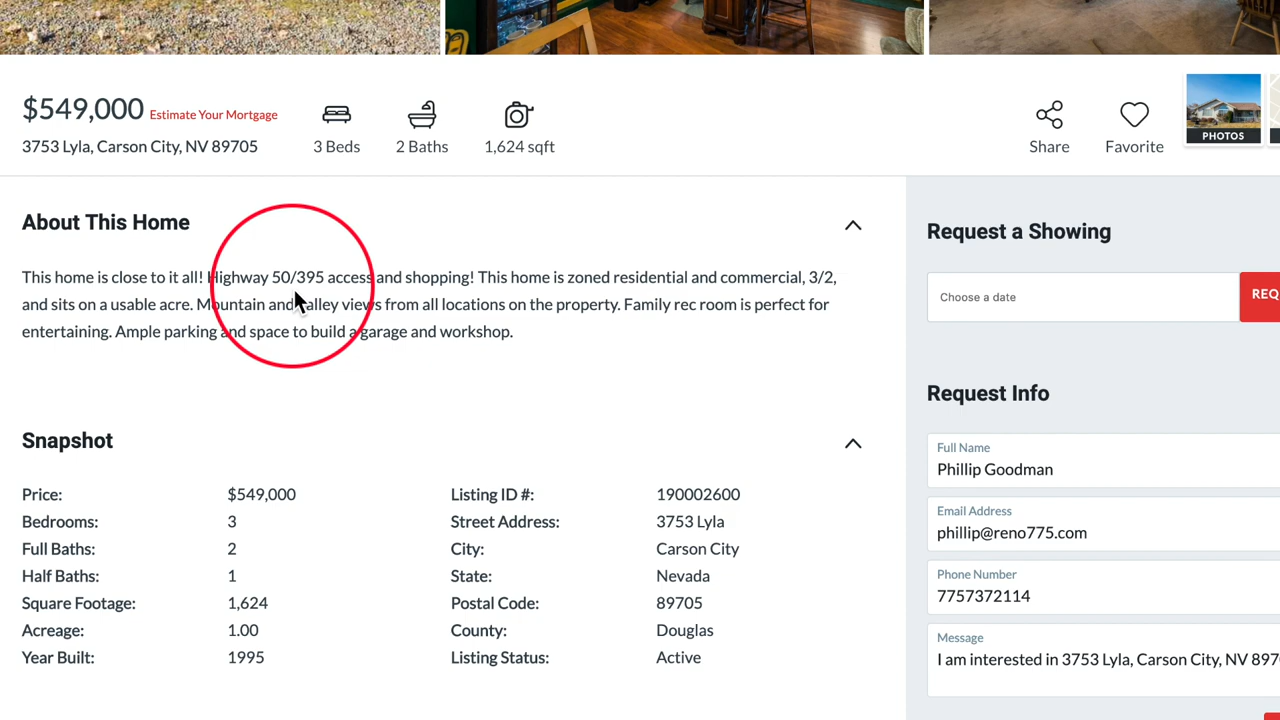 $549,000 Estimate Your Mortgage
3753 Lyla, Carson City, NV 89705
3 Beds
2 Baths
1,624 sqft
Share
Favorite
PHOTOS
About This Home
This home is close to it all! Highway 50/395 access and shopping! This home is zoned residential and commercial, 3/2,
and sits on a usable acre. Mountain and valley views from all locations on the property. Family rec room is perfect for
entertaining. Ample parking and space to build a garage and workshop.
Snapshot
Price: $549,000 Listing ID #: 190002600
Bedrooms: 3 Street Address: 3753 Lyla
Full Baths: 2 City: Carson City
Half Baths: 1 State: Nevada
Square Footage: 1,624 Postal Code: 89705
Acreage: 1.00 County: Douglas
Year Built: 1995 Listing Status: Active
Request a Showing
Choose a date
REQ
Request Info
Full Name
Phillip Goodman
Email Address
phillip@reno775.com
Phone Number
7757372114
Message
I am interested in 3753 Lyla, Carson City, NV 897